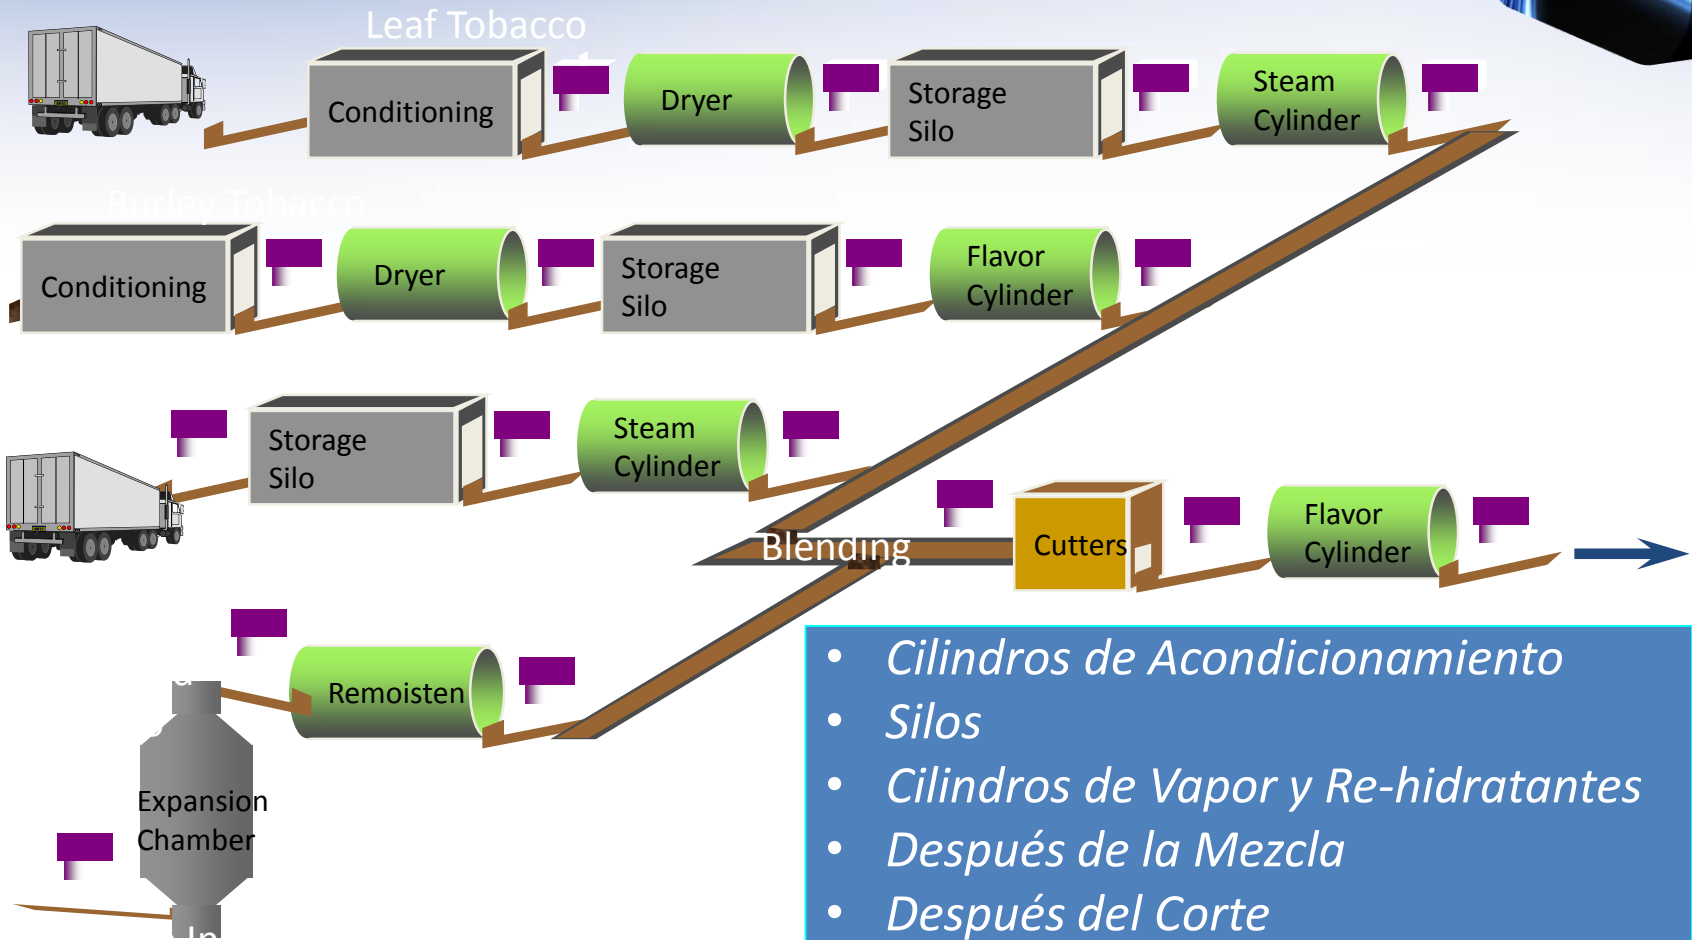 Leaf Tobacco
Conditioning
Dryer
Storage
Silo
Steam
Cylinder
Burley Tobacco
Conditioning
Dryer
Storage
Silo
Flavor
Cylinder
Storage
Silo
Steam
Cylinder
Blending
Cutters
Flavor
Cylinder
Remoisten
Expansion
Chamber
In
• Cilindros de Acondicionamiento
• Silos
• Cilindros de Vapor y Re-hidratantes
• Después de la Mezcla
• Después del Corte